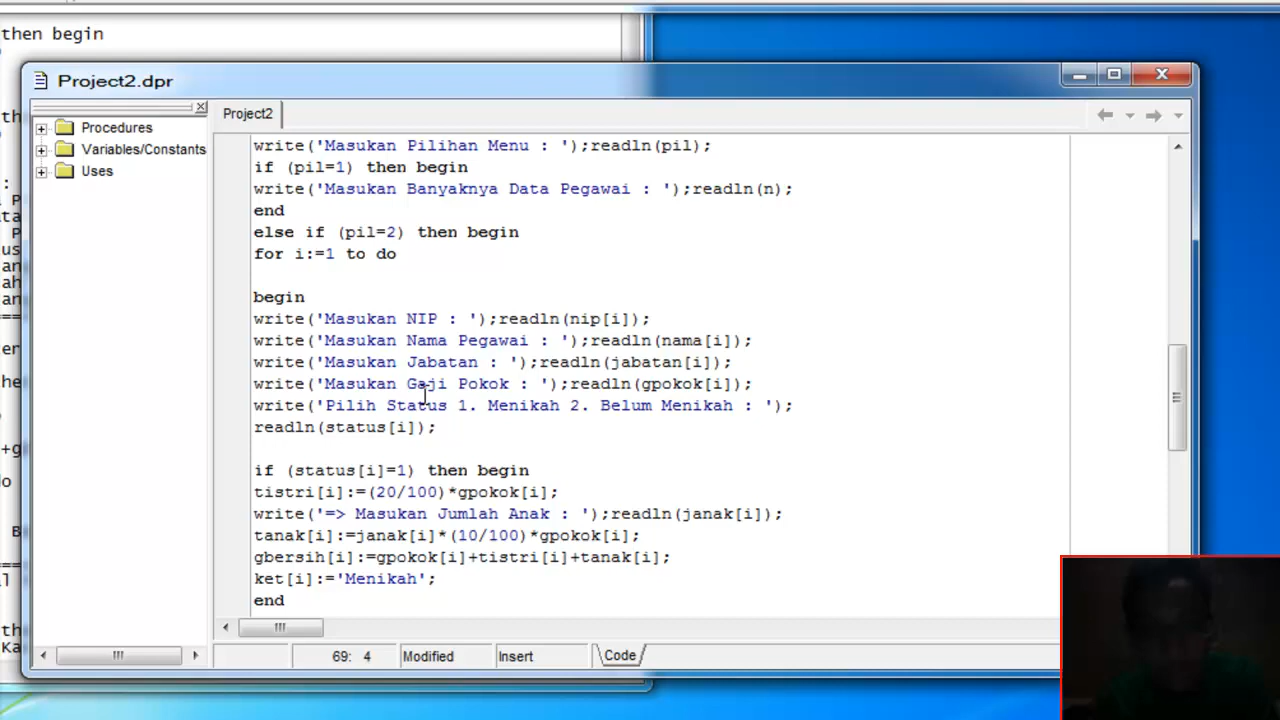 then begin
Project2.dpr
Procedures
Variables/Constants
Uses
Project2
write('Masukan Pilihan Menu : ');readln(pil);
if (pil=1) then begin
write('Masukan Banyaknya Data Pegawai : ');readln(n);
end
else if (pil=2) then begin
for i:=1 to do
begin
write('Masukan NIP : ');readln(nip[i]);
write('Masukan Nama Pegawai : ');readln(nama[i]);
write('Masukan Jabatan : ');readln(jabatan[i]);
write('Masukan Gaji Pokok : ');readln(gpokok[i]);
write('Pilih Status 1. Menikah 2. Belum Menikah : ');
readln(status[i]);
if (status[i]=1) then begin
tistri[i]:=(20/100)*gpokok[i];
write('=> Masukan Jumlah Anak : ');readln(janak[i]);
tanak[i]:=janak[i]*(10/100)*gpokok[i];
gbersih[i]:=gpokok[i]+tistri[i]+tanak[i];
ket[i]:='Menikah';
end
69: 4 Modified Insert Code